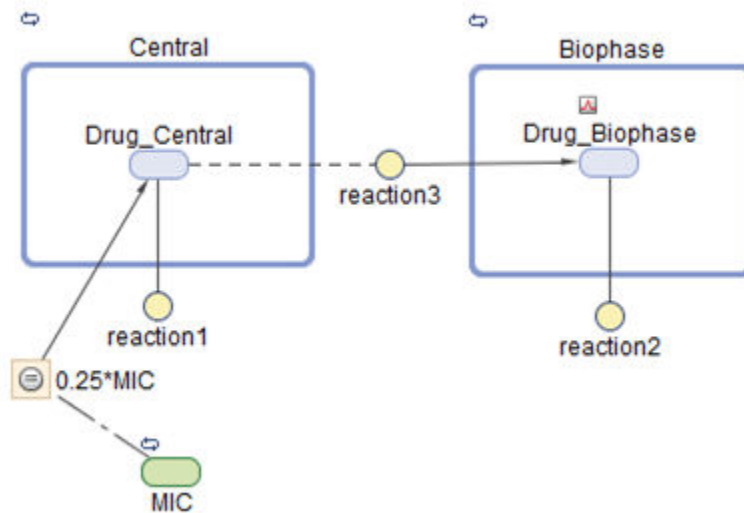 Central
Biophase
Drug_Central
Drug_Biophase
reaction3
reaction1
reaction2
0.25*MIC
MIC